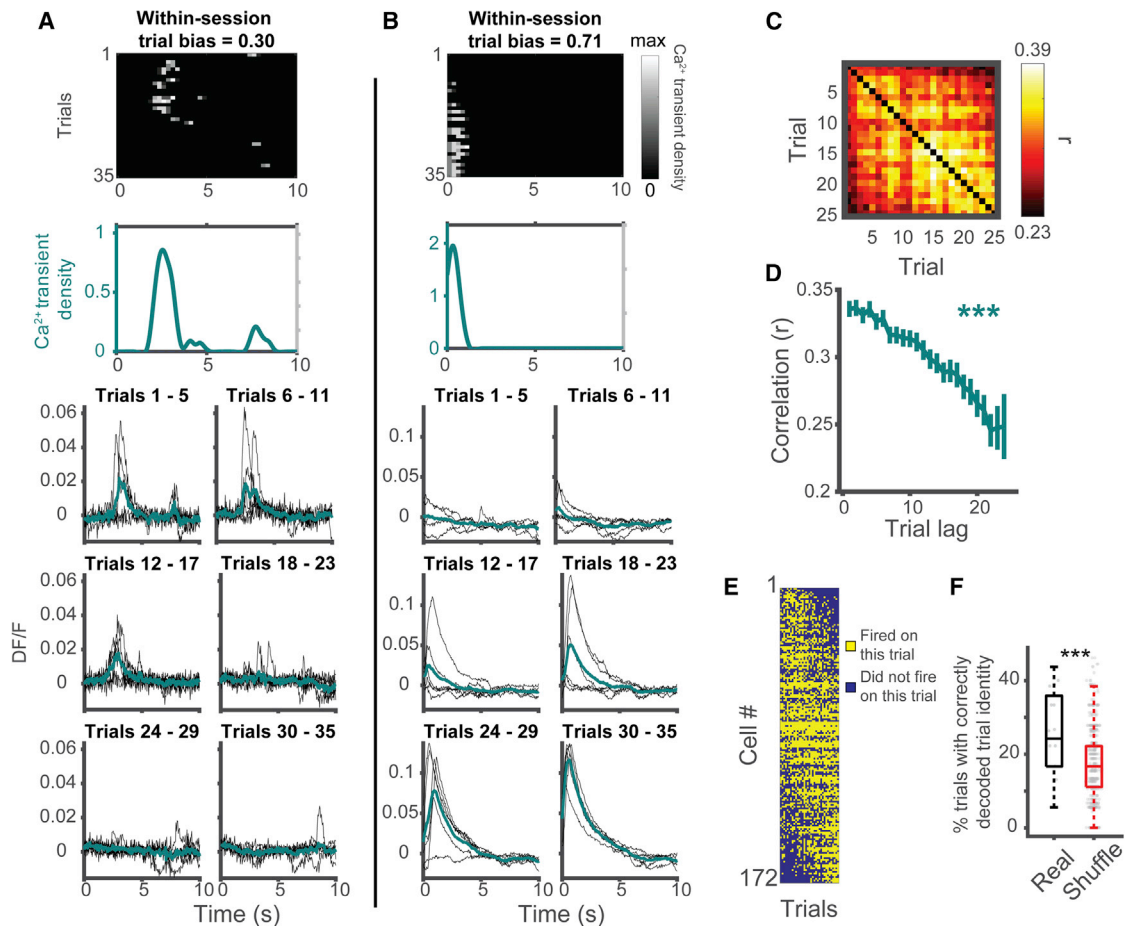 A
Within-session
trial bias = 0.30
1
Trials
35
0
5
10
1
0.5
0
Ca²⁺ transient
density
0
5
10
Trials 1 - 5
Trials 6 - 11
0.06
0.04
0.02
0
Trials 12 - 17
Trials 18 - 23
0.06
0.04
0.02
0
DF/F
Trials 24 - 29
Trials 30 - 35
0.06
0.04
0.02
0
0
5
10
0
5
10
Time (s)
B
Within-session
trial bias = 0.71
1
35
0
5
10
max
0
Ca²⁺ transient
density
2
1
0
0
5
10
Trials 1 - 5
Trials 6 - 11
0.1
0.05
0
Trials 12 - 17
Trials 18 - 23
0.1
0.05
0
Trials 24 - 29
Trials 30 - 35
0.1
0.05
0
0
5
10
0
5
10
Time (s)
C
Trial
5
10
15
20
25
5
10
15
20
25
Trial
0.39
r
0.23
D
Correlation (r)
0.35
0.3
0.25
0.2
***
0
10
20
Trial lag
E
1
Cell #
172
Trials
Fired on
this trial
Did not fire
on this trial
F
% trials with correctly
decoded trial identity
40
20
0
***
Real
Shuffle